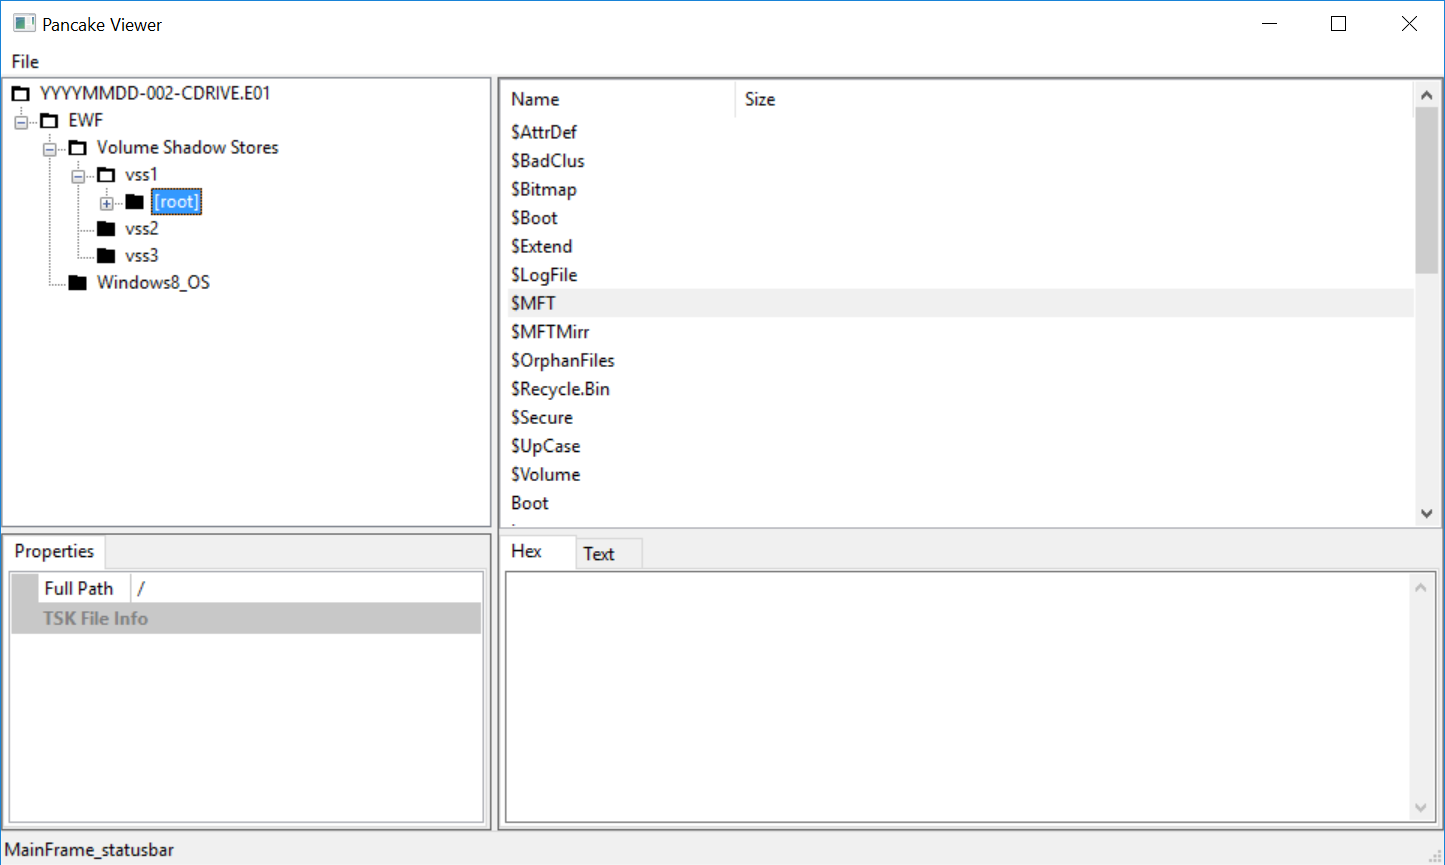 Pancake Viewer
File
YYYYMMDD-002-CDRIVE.E01
EWF
Volume Shadow Stores
vss1
[root]
vss2
vss3
Windows8_OS
Name Size
$AttrDef
$BadClus
$Bitmap
$Boot
$Extend
$LogFile
$MFT
$MFTMirr
$OrphanFiles
$Recycle.Bin
$Secure
$UpCase
$Volume
Boot
Properties
Full Path /
TSK File Info
Hex Text
MainFrame_statusbar